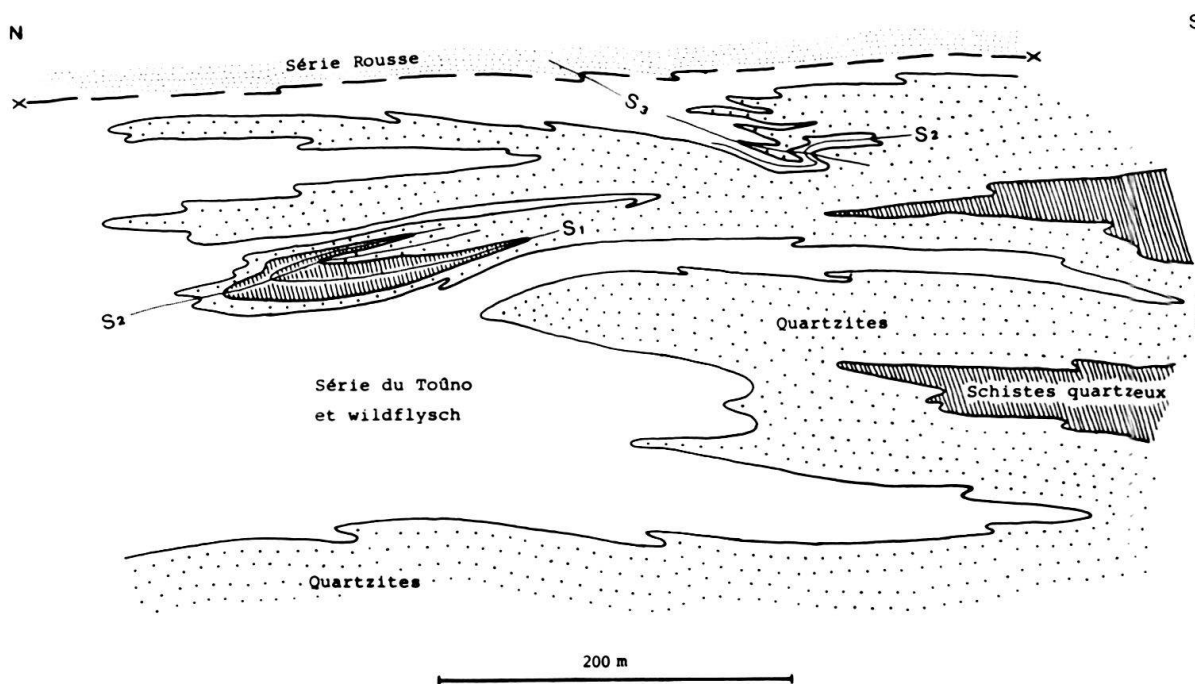 N
S
Série Rousse
S3
S2
S1
S2
Quartzites
Série du Toûno
et wildflysch
Schistes quartzeux
Quartzites
200 m